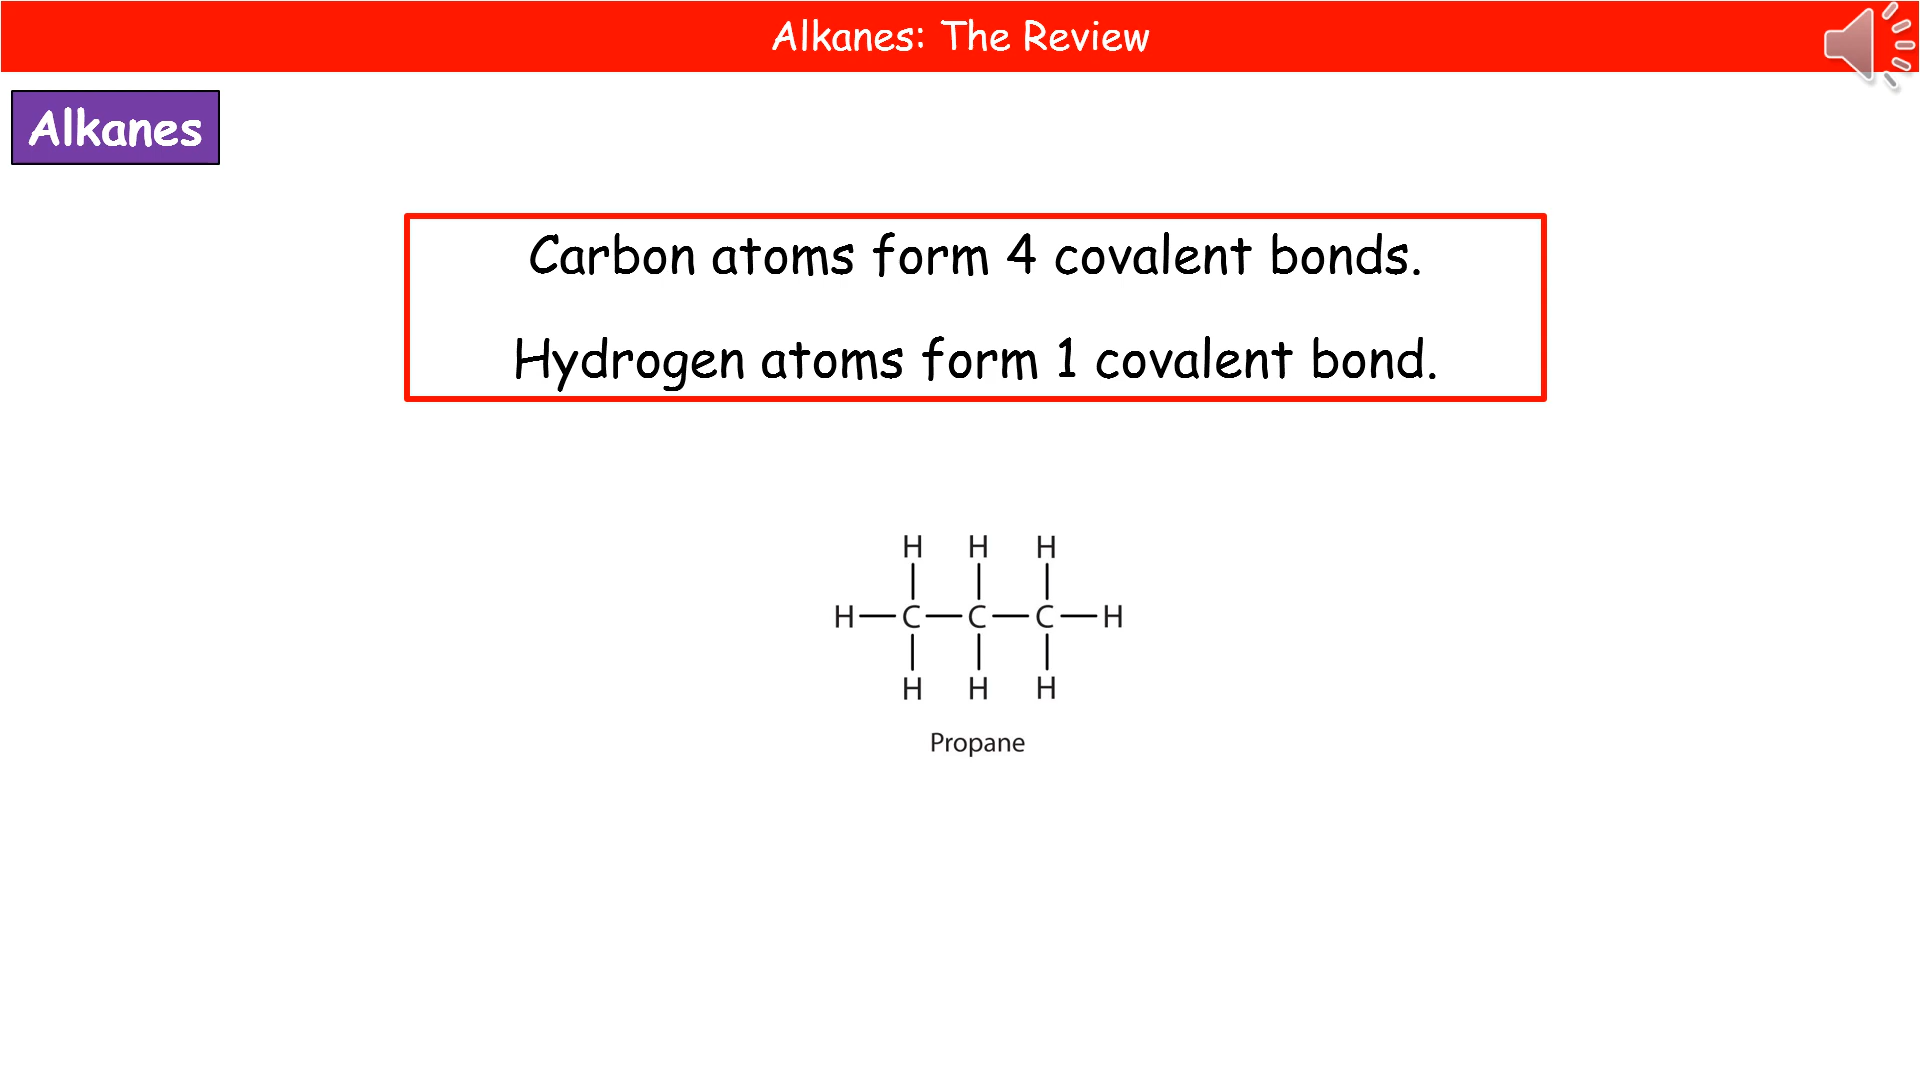 Alkanes: The Review
Alkanes
Carbon atoms form 4 covalent bonds.
Hydrogen atoms form 1 covalent bond.
H H H
H C C C H
H H H
Propane